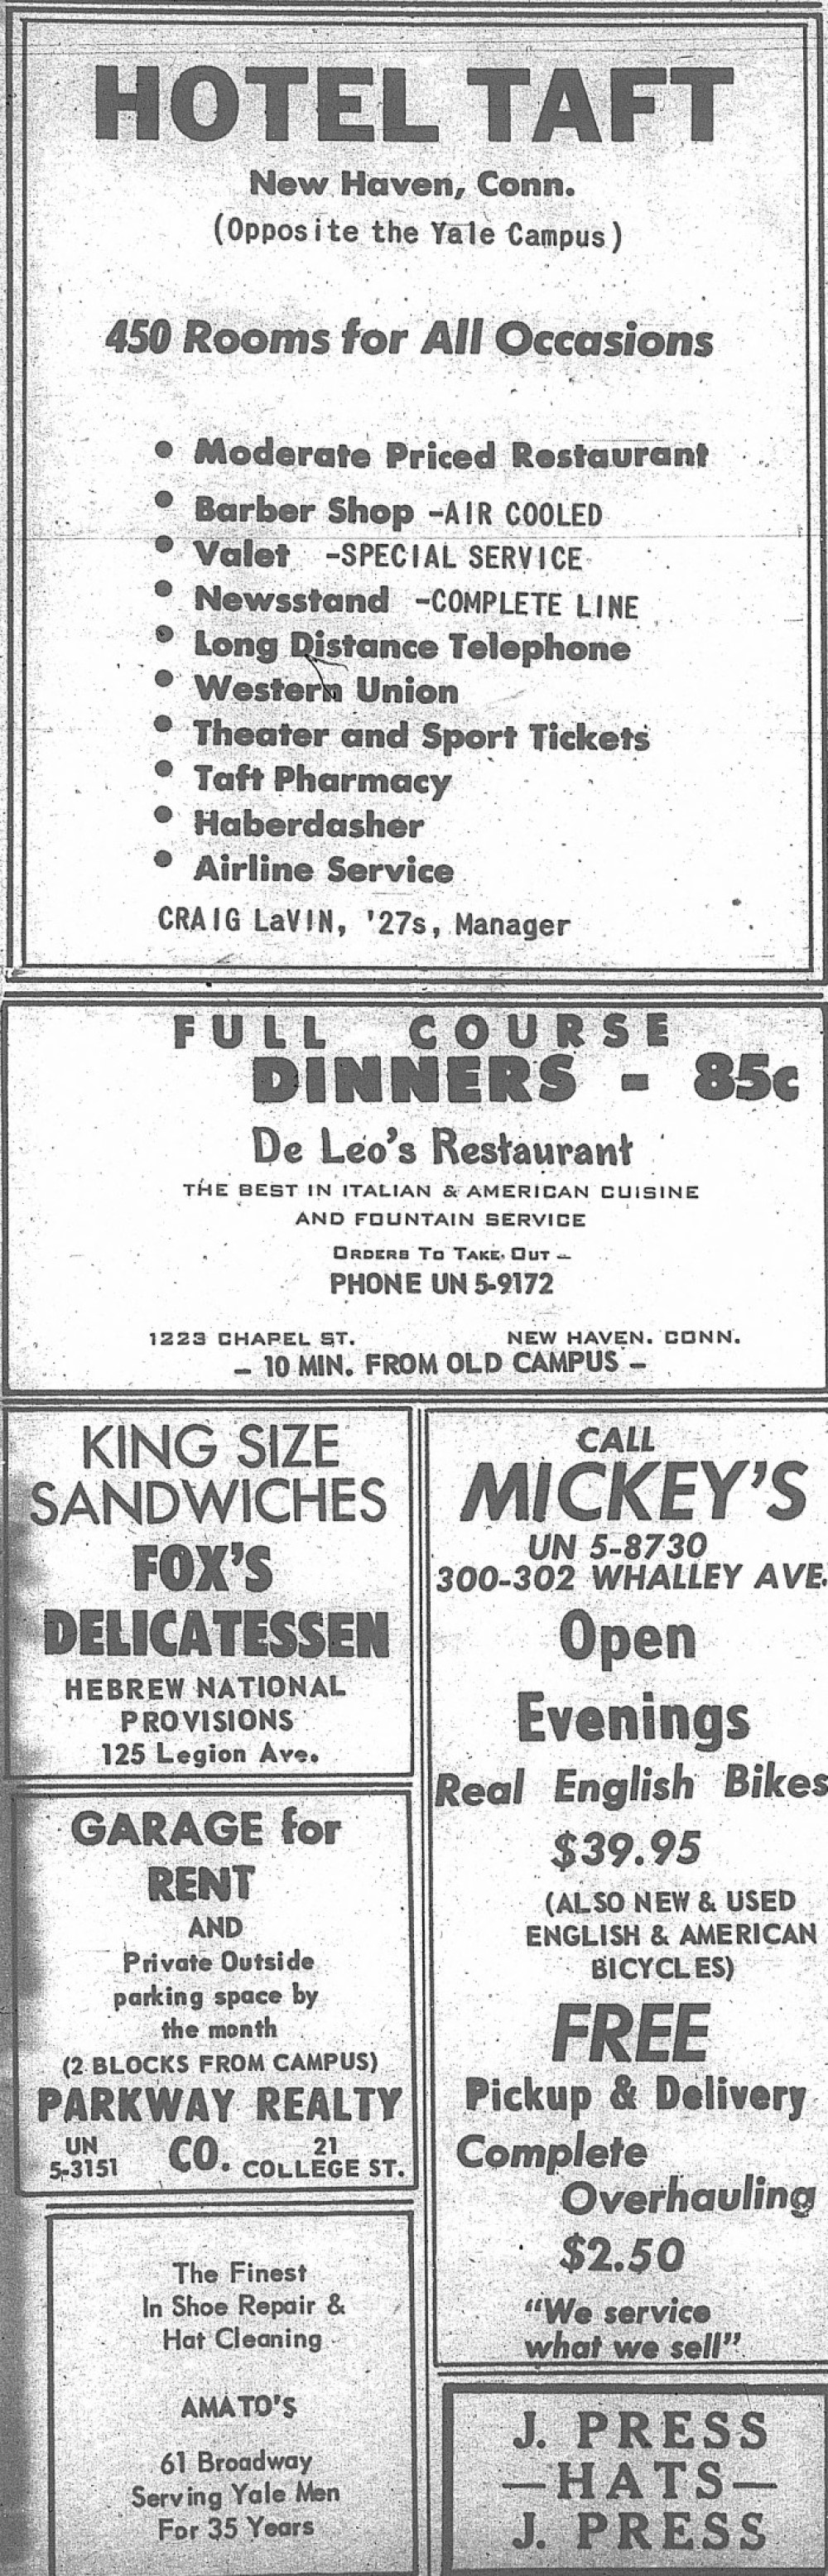 HOTEL TAFT
New Haven, Conn.
(Opposite the Yale Campus)
450 Rooms for All Occasions
• Moderate Priced Restaurant
• Barber Shop -AIR COOLED
• Valet -SPECIAL SERVICE
• Newsstand -COMPLETE LINE
• Long Distance Telephone
• Western Union
• Theater and Sport Tickets
• Taft Pharmacy
• Haberdasher
• Airline Service
CRAIG LaVIN, '27s, Manager
FULL COURSE
DINNERS - 85c
De Leo's Restaurant
THE BEST IN ITALIAN & AMERICAN CUISINE
AND FOUNTAIN SERVICE
ORDERS TO TAKE OUT -
PHONE UN 5-9172
1223 CHAPEL ST. NEW HAVEN. CONN.
- 10 MIN. FROM OLD CAMPUS -
KING SIZE
SANDWICHES
FOX'S
DELICATESSEN
HEBREW NATIONAL
PROVISIONS
125 Legion Ave.
GARAGE for
RENT
AND
Private Outside
parking space by
the month
(2 BLOCKS FROM CAMPUS)
PARKWAY REALTY
UN CO. 21
5-3151 COLLEGE ST.
The Finest
In Shoe Repair &
Hat Cleaning
AMATO'S
61 Broadway
Serving Yale Men
For 35 Years
CALL
MICKEY'S
UN 5-8730
300-302 WHALLEY AVE.
Open
Evenings
Real English Bikes
$39.95
(ALSO NEW & USED
ENGLISH & AMERICAN
BICYCLES)
FREE
Pickup & Delivery
Complete
Overhauling
$2.50
"We service
what we sell"
J. PRESS
—HATS—
J. PRESS